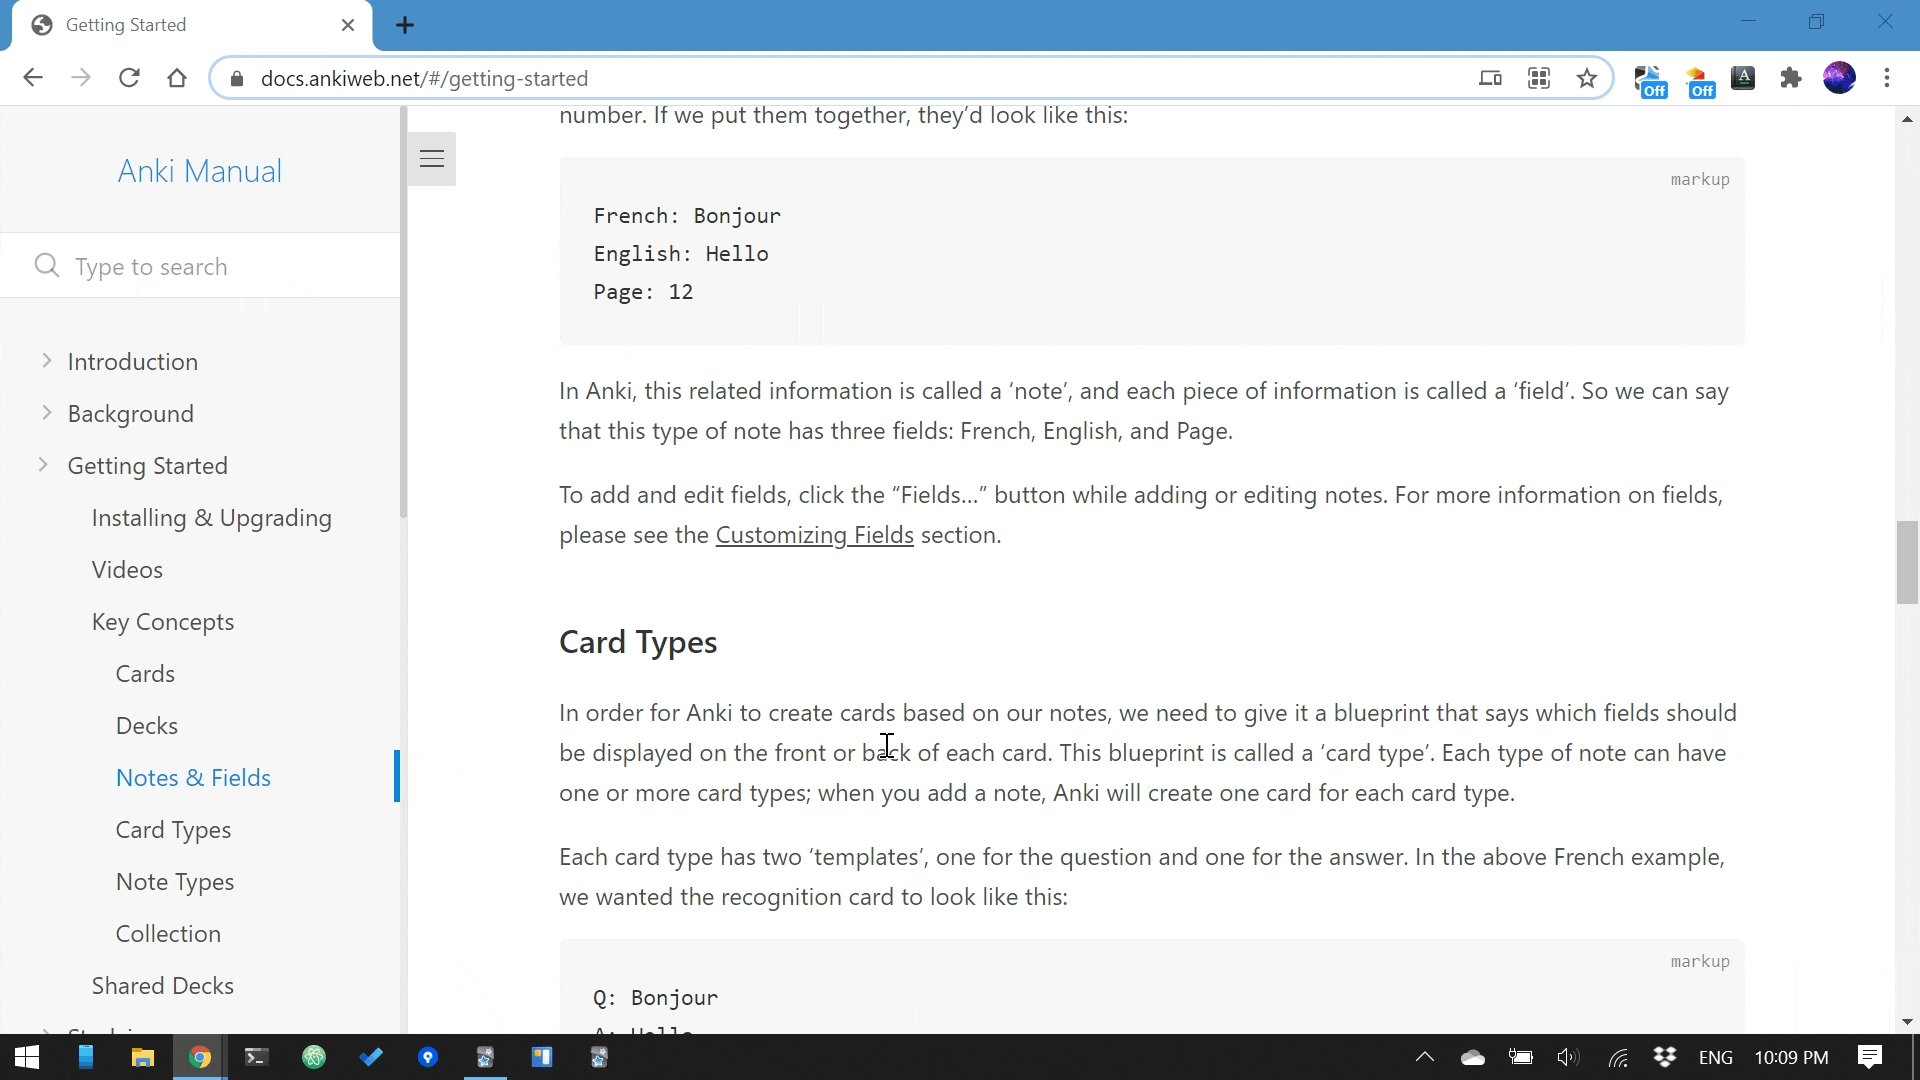 Getting Started
docs.ankiweb.net/#/getting-started
Off
Off
A
Anki Manual
Type to search
Introduction
Background
Getting Started
Installing & Upgrading
Videos
Key Concepts
Cards
Decks
Notes & Fields
Card Types
Note Types
Collection
Shared Decks
number. If we put them together, they’d look like this:
markup
French: Bonjour
English: Hello
Page: 12
In Anki, this related information is called a ‘note’, and each piece of information is called a ‘field’. So we can say
that this type of note has three fields: French, English, and Page.
To add and edit fields, click the “Fields…” button while adding or editing notes. For more information on fields,
please see the Customizing Fields section.
Card Types
In order for Anki to create cards based on our notes, we need to give it a blueprint that says which fields should
be displayed on the front or back of each card. This blueprint is called a ‘card type’. Each type of note can have
one or more card types; when you add a note, Anki will create one card for each card type.
Each card type has two ‘templates’, one for the question and one for the answer. In the above French example,
we wanted the recognition card to look like this:
markup
Q: Bonjour
A: Hello
ENG
10:09 PM